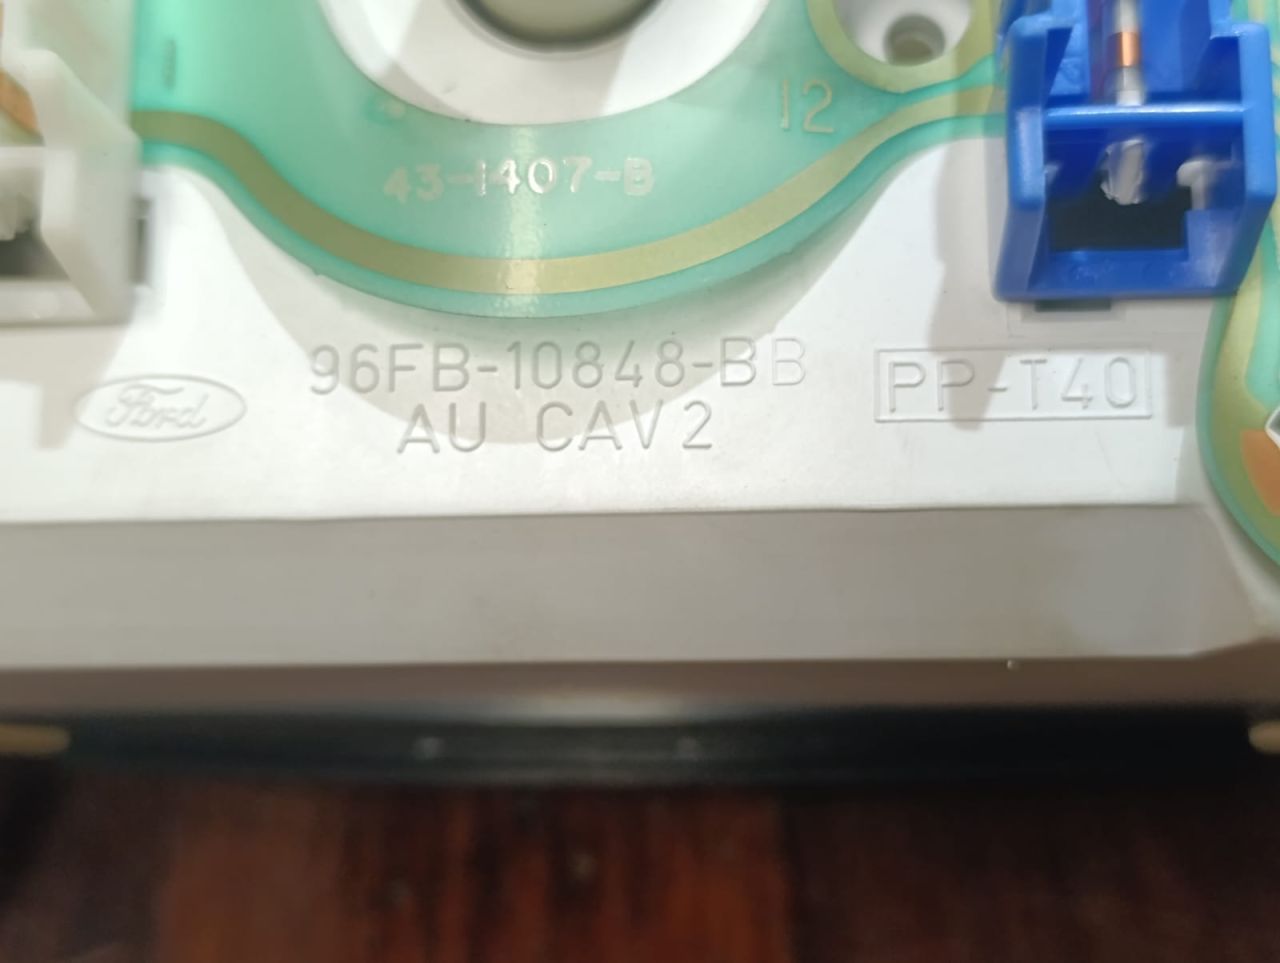 12
43-1407-B
96FB-10848-BB
Ford
AU CAV2
PP-T40